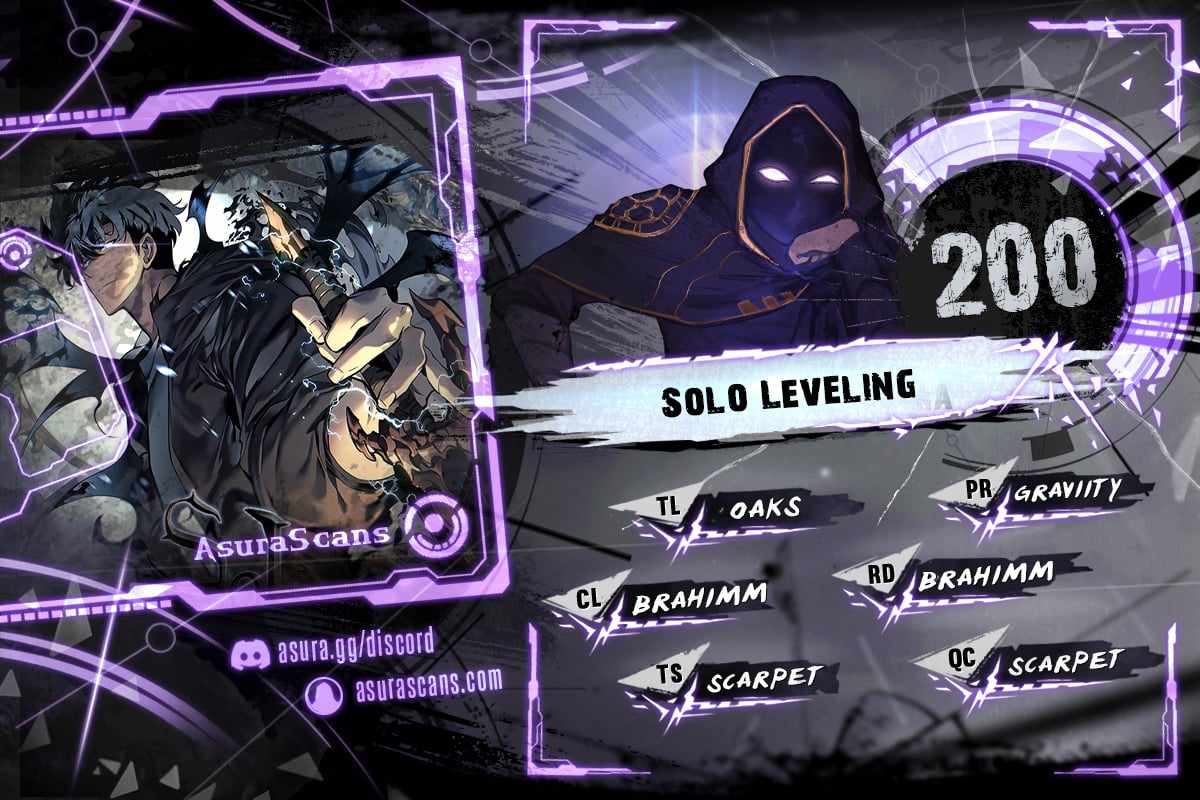 200
SOLO LEVELING
TL OAKS
PR GRAVIITY
CL BRAHIMM
RD BRAHIMM
TS SCARPET
QC SCARPET
AsuraScans
asura.gg/discord
asurascans.com